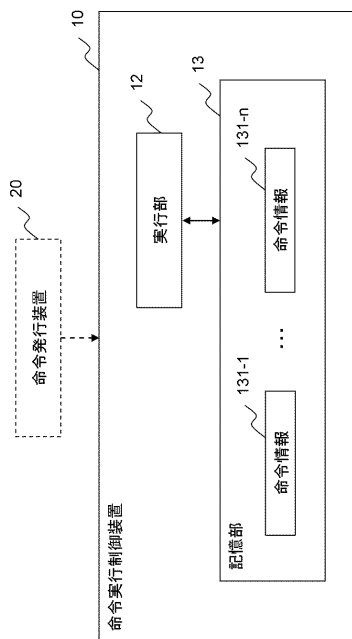 20
命令発行装置
10
命令実行制御装置
12
実行部
13
記憶部
131-1
命令情報
…
131-n
命令情報